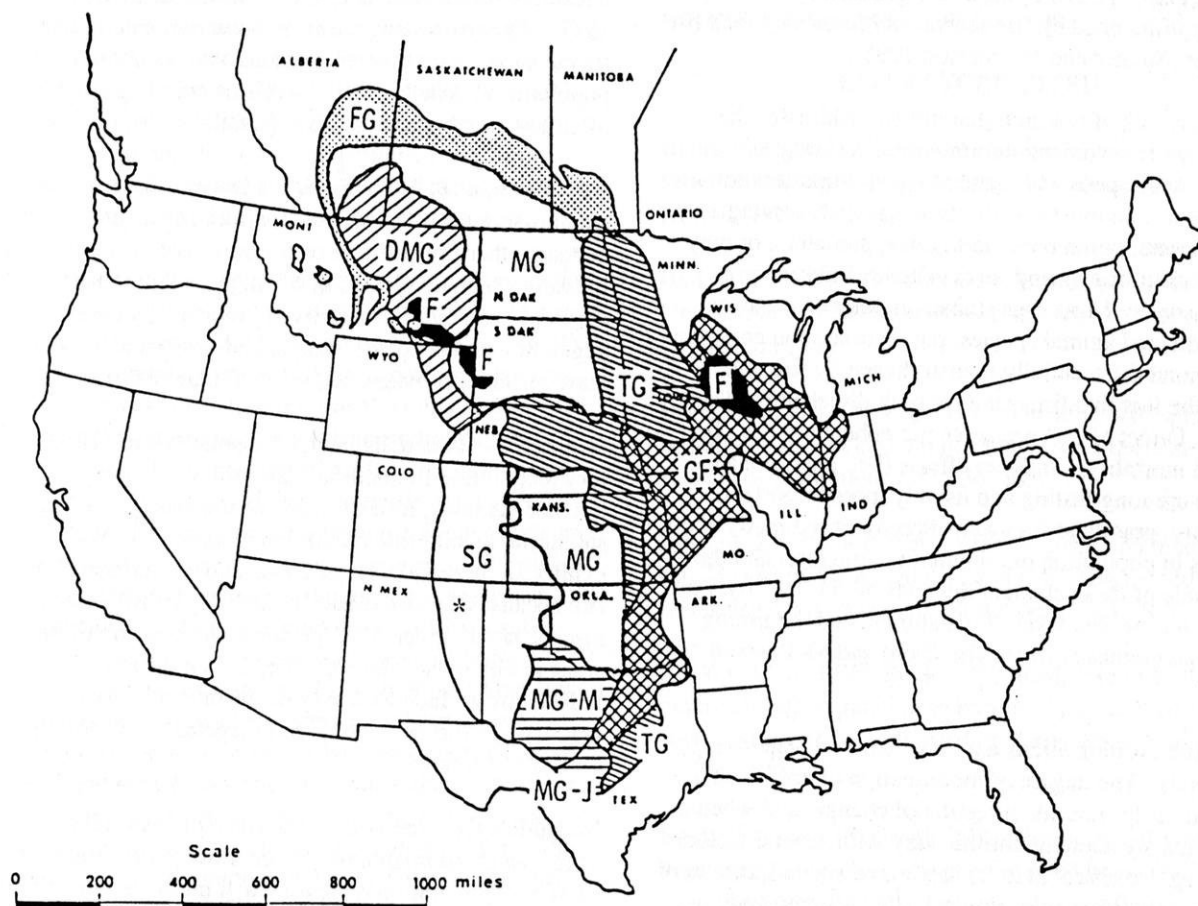 ALBERTA
SASKATCHEWAN
MANITOBA
FG
ONTARIO
MONT
DMG
MG
MINN.
F
N DAK
WIS
S DAK
WYO
F
TG
F
MICH
NEB
GF
COLO
KANS.
ILL.
IND
SG
MG
MO.
N MEX
*
OKLA.
ARK.
MG-M
TG
MG-J
TEX
Scale
0 200 400 600 800 1000 miles